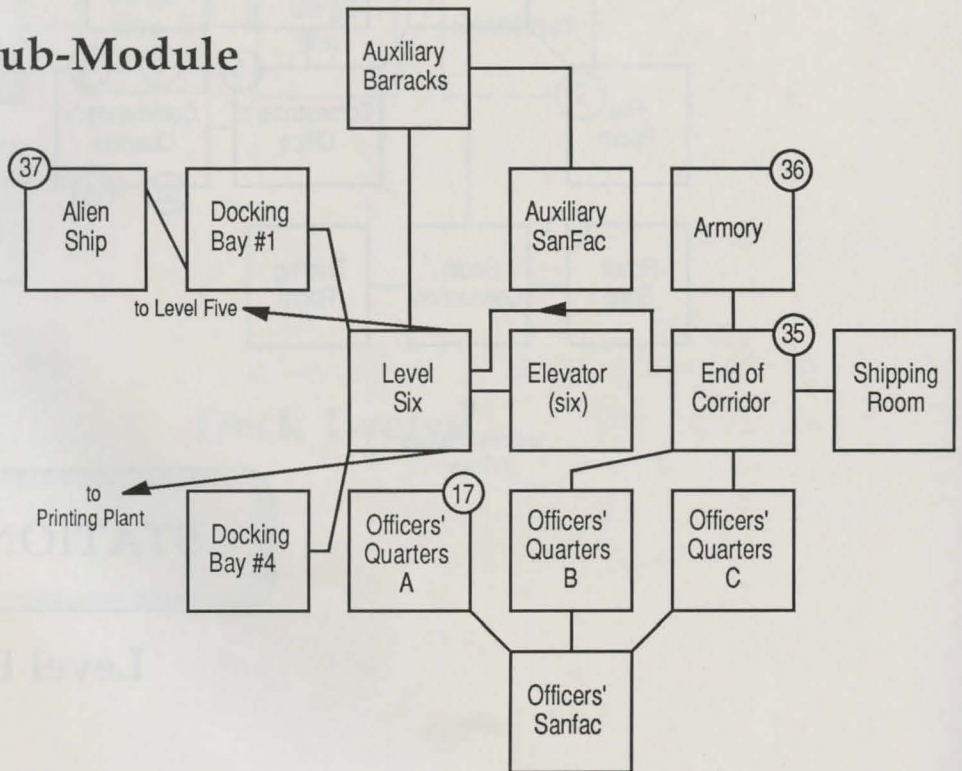 ub-Module
Auxiliary
Barracks
37
Alien
Ship
Docking
Bay #1
Auxiliary
SanFac
36
Armory
to Level Five
Level
Six
Elevator
(six)
35
End of
Corridor
Shipping
Room
to
Printing Plant
Docking
Bay #4
17
Officers'
Quarters
A
Officers'
Quarters
B
Officers'
Quarters
C
Officers'
Sanfac